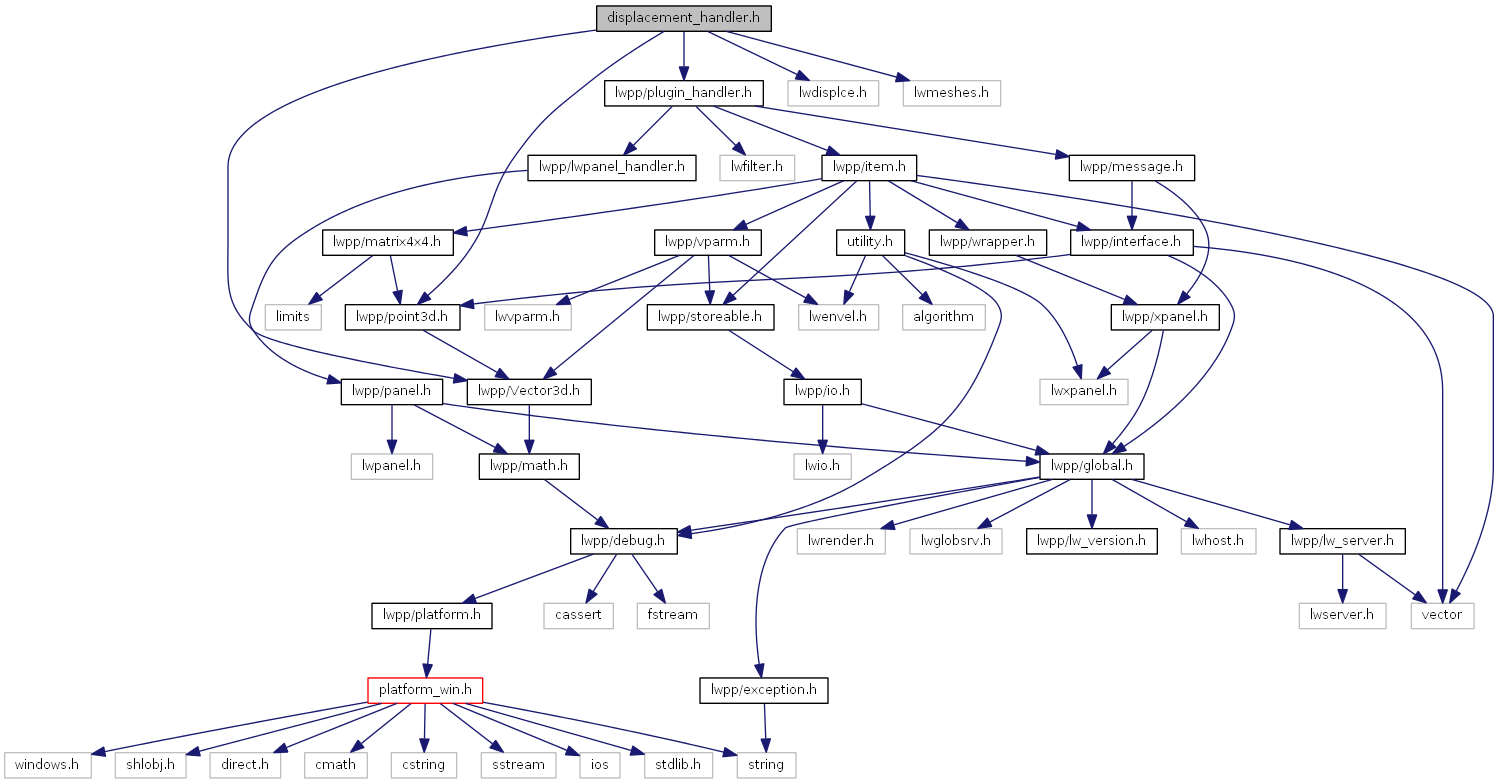 displacement_handler.h
lwpp/plugin_handler.h
lwdisplce.h
lwmeshes.h
lwpp/lwpanel_handler.h
lwfilter.h
lwpp/item.h
lwpp/message.h
lwpp/matrix4x4.h
lwpp/vparm.h
utility.h
lwpp/wrapper.h
lwpp/interface.h
limits
lwpp/point3d.h
lwvparm.h
lwpp/storeable.h
lwenvel.h
algorithm
lwpp/xpanel.h
lwpp/panel.h
lwpp/Vector3d.h
lwpp/io.h
lwxpanel.h
lwpanel.h
lwpp/math.h
lwio.h
lwpp/global.h
lwpp/debug.h
lwrender.h
lwglobsrv.h
lwpp/lw_version.h
lwhost.h
lwpp/lw_server.h
lwpp/platform.h
cassert
fstream
lwserver.h
vector
platform_win.h
lwpp/exception.h
windows.h
shlobj.h
direct.h
cmath
cstring
sstream
ios
stdlib.h
string